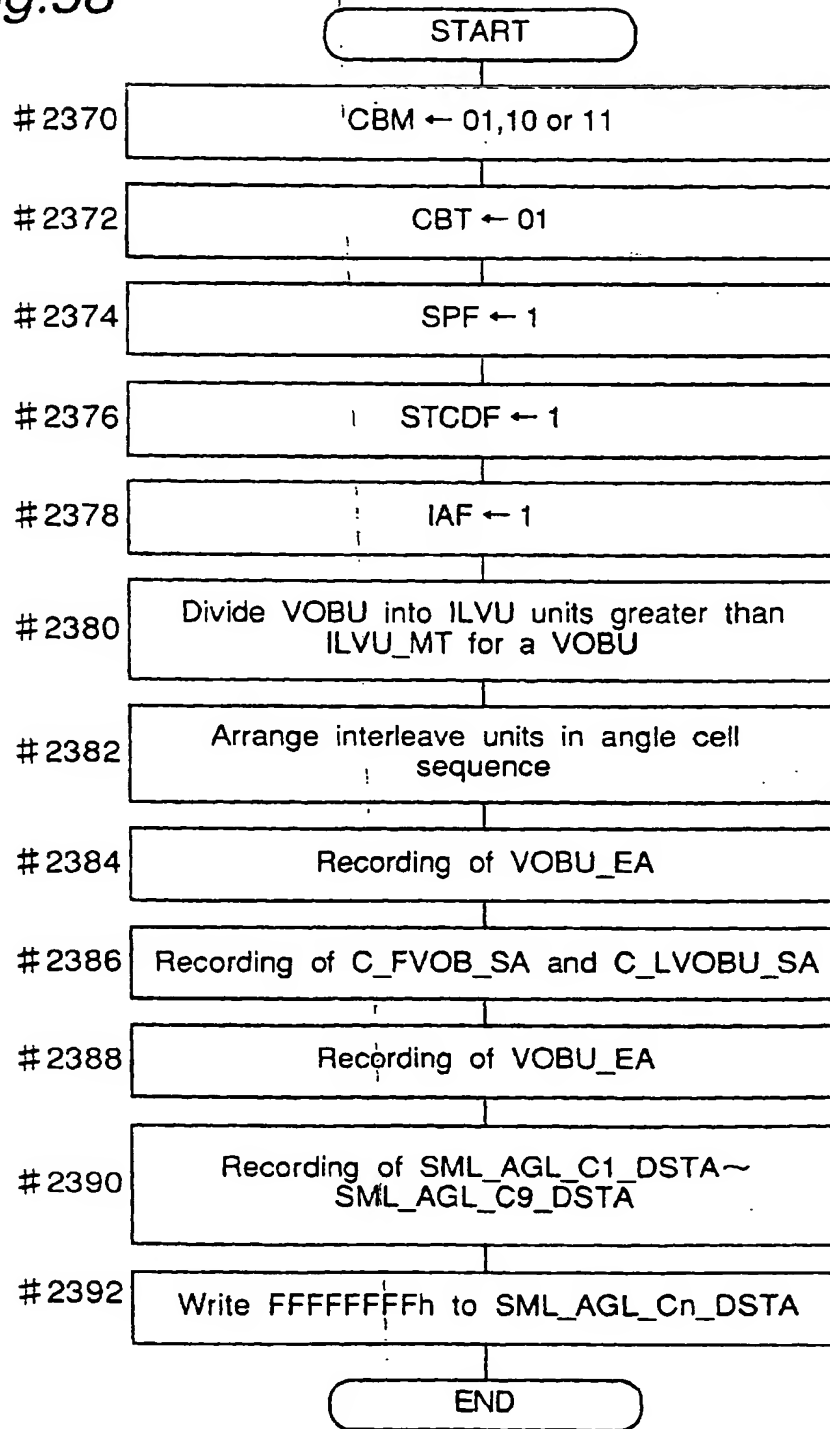 g.58
START
#2370
CBM ← 01,10 or 11
#2372
CBT ← 01
#2374
SPF ← 1
#2376
STCDF ← 1
#2378
IAF ← 1
#2380
Divide VOBU into ILVU units greater than
ILVU_MT for a VOBU
#2382
Arrange interleave units in angle cell
sequence
#2384
Recording of VOBU_EA
#2386
Recording of C_FVOB_SA and C_LVOBU_SA
#2388
Recording of VOBU_EA
#2390
Recording of SML_AGL_C1_DSTA~
SML_AGL_C9_DSTA
#2392
Write FFFFFFFFh to SML_AGL_Cn_DSTA
END